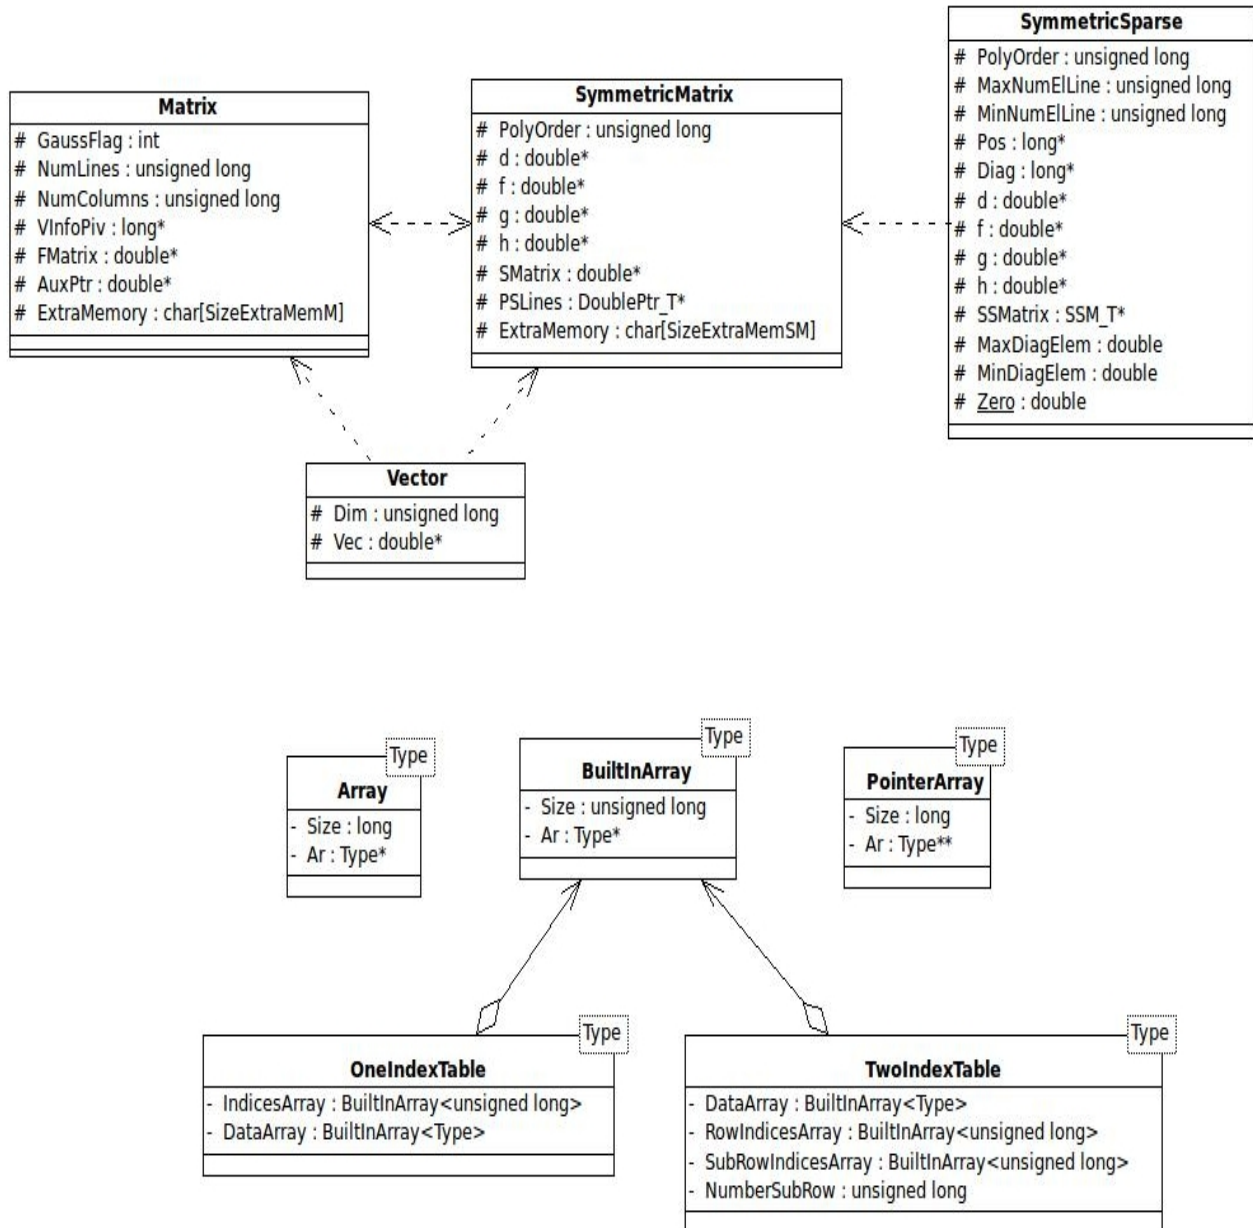 Matrix
# GaussFlag : int
# NumLines : unsigned long
# NumColumns : unsigned long
# VInfoPiv : long*
# FMatrix : double*
# AuxPtr : double*
# ExtraMemory : char[SizeExtraMemM]
SymmetricMatrix
# PolyOrder : unsigned long
# d : double*
# f : double*
# g : double*
# h : double*
# SMatrix : double*
# PSLines : DoublePtr_T*
# ExtraMemory : char[SizeExtraMemSM]
SymmetricSparse
# PolyOrder : unsigned long
# MaxNumElLine : unsigned long
# MinNumElLine : unsigned long
# Pos : long*
# Diag : long*
# d : double*
# f : double*
# g : double*
# h : double*
# SSMatrix : SSM_T*
# MaxDiagElem : double
# MinDiagElem : double
# Zero : double
Vector
# Dim : unsigned long
# Vec : double*
Type
Array
- Size : long
- Ar : Type*
Type
BuiltInArray
- Size : unsigned long
- Ar : Type*
Type
PointerArray
- Size : long
- Ar : Type**
Type
OneIndexTable
- IndicesArray : BuiltInArray<unsigned long>
- DataArray : BuiltInArray<Type>
Type
TwoIndexTable
- DataArray : BuiltInArray<Type>
- RowIndicesArray : BuiltInArray<unsigned long>
- SubRowIndicesArray : BuiltInArray<unsigned long>
- NumberSubRow : unsigned long